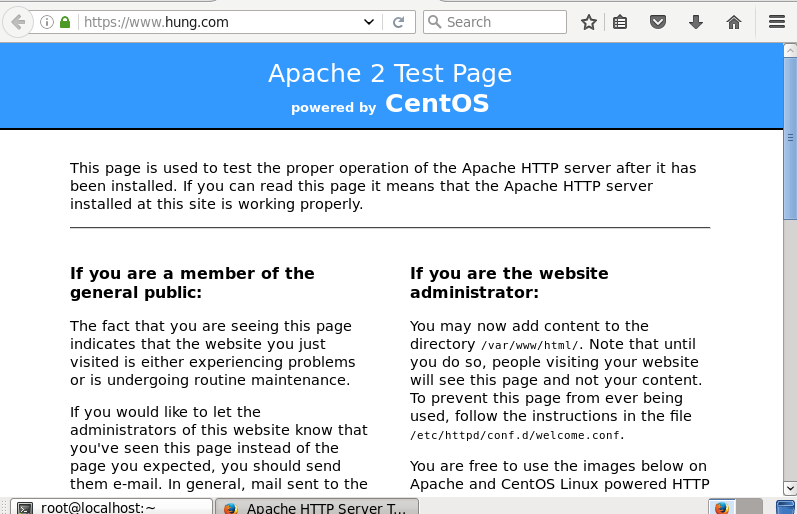 https://www.hung.com
Search
Apache 2 Test Page
powered by CentOS
This page is used to test the proper operation of the Apache HTTP server after it has
been installed. If you can read this page it means that the Apache HTTP server
installed at this site is working properly.
If you are a member of the
general public:
The fact that you are seeing this page
indicates that the website you just
visited is either experiencing problems
or is undergoing routine maintenance.
If you would like to let the
administrators of this website know that
you've seen this page instead of the
page you expected, you should send
them e-mail. In general, mail sent to the
If you are the website
administrator:
You may now add content to the
directory /var/www/html/. Note that until
you do so, people visiting your website
will see this page and not your content.
To prevent this page from ever being
used, follow the instructions in the file
/etc/httpd/conf.d/welcome.conf.
You are free to use the images below on
Apache and CentOS Linux powered HTTP
root@localhost:~
Apache HTTP Server T...